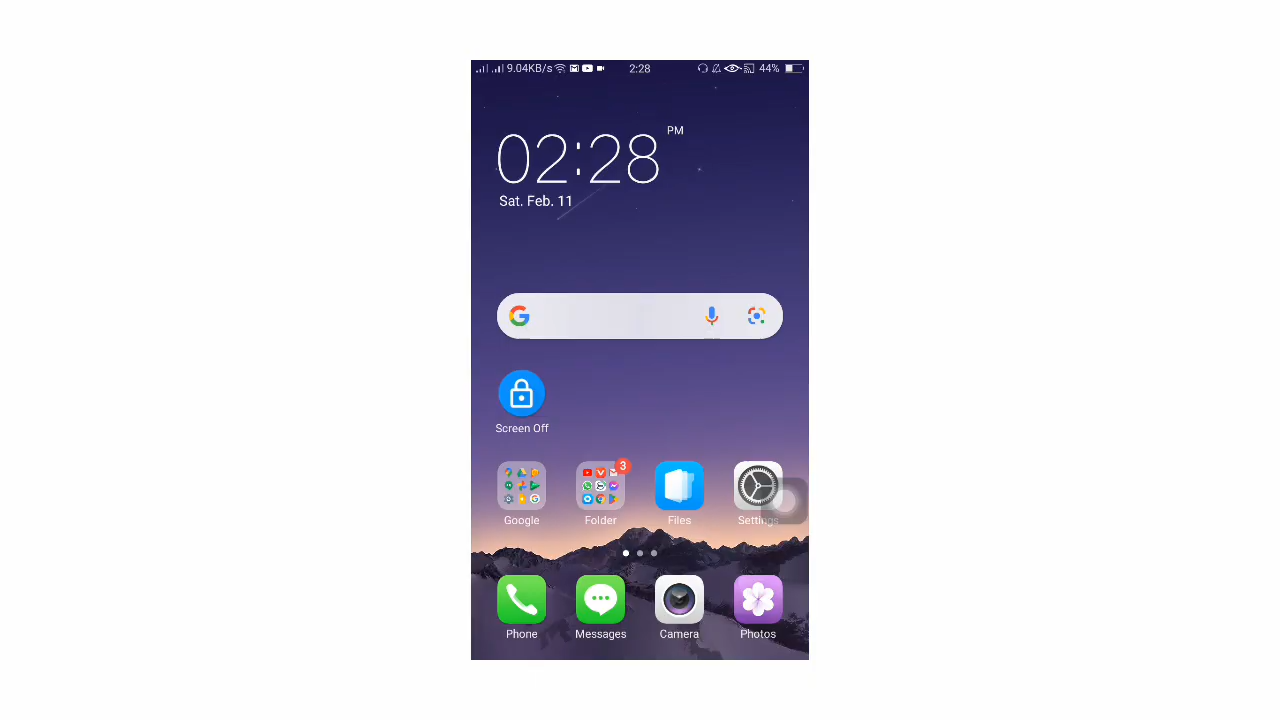 9.04KB/s 2:28 44%
02:28 PM
Sat. Feb. 11
Screen Off
3
Google Folder Files Settings
Phone Messages Camera Photos